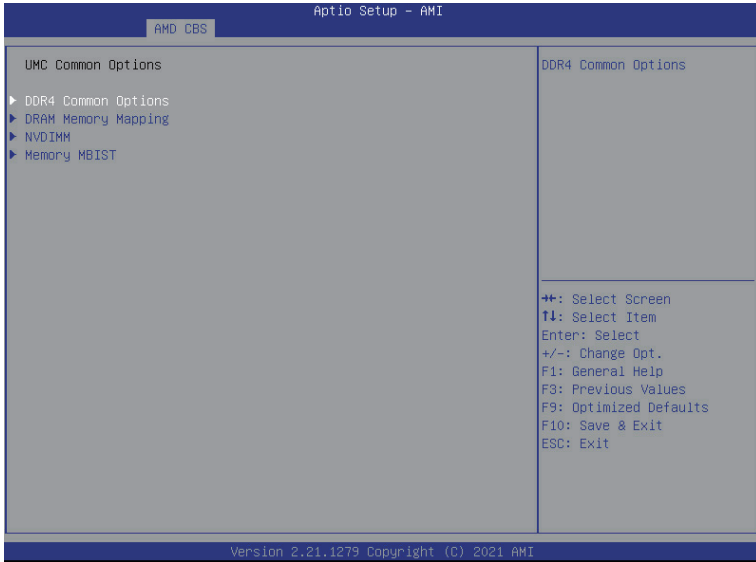 Aptio Setup – AMI
AMD CBS
UMC Common Options
DDR4 Common Options
DRAM Memory Mapping
NVDIMM
Memory MBIST
DDR4 Common Options
→←: Select Screen
↑↓: Select Item
Enter: Select
+/-: Change Opt.
F1: General Help
F3: Previous Values
F9: Optimized Defaults
F10: Save & Exit
ESC: Exit
Version 2.21.1279 Copyright (C) 2021 AMI